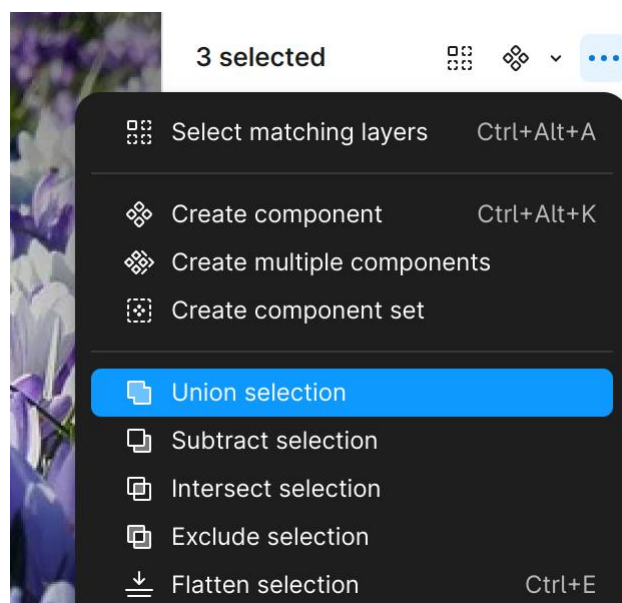 3 selected
Select matching layers Ctrl+Alt+A
Create component Ctrl+Alt+K
Create multiple components
Create component set
Union selection
Subtract selection
Intersect selection
Exclude selection
Flatten selection Ctrl+E